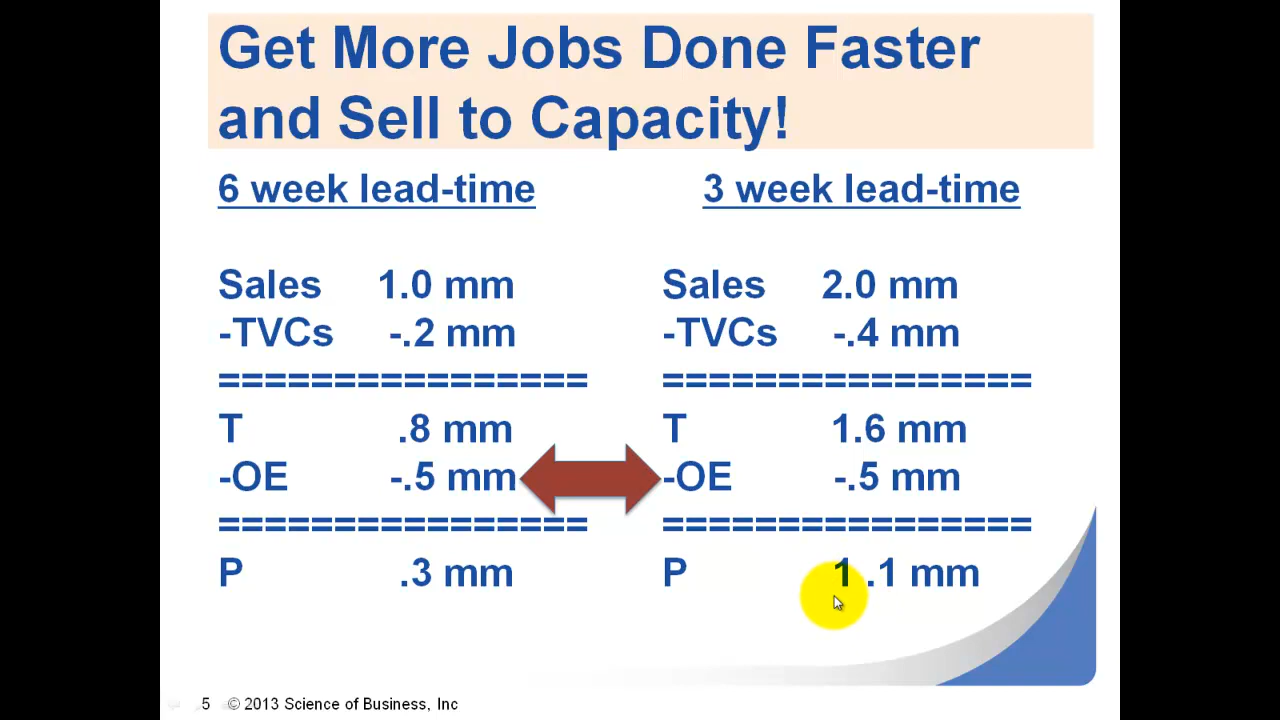 Get More Jobs Done Faster
and Sell to Capacity!
6 week lead-time
Sales 1.0 mm
-TVCs -.2 mm
================
T .8 mm
-OE -.5 mm
================
P .3 mm
3 week lead-time
Sales 2.0 mm
-TVCs -.4 mm
================
T 1.6 mm
-OE -.5 mm
================
P 1 .1 mm
5 © 2013 Science of Business, Inc